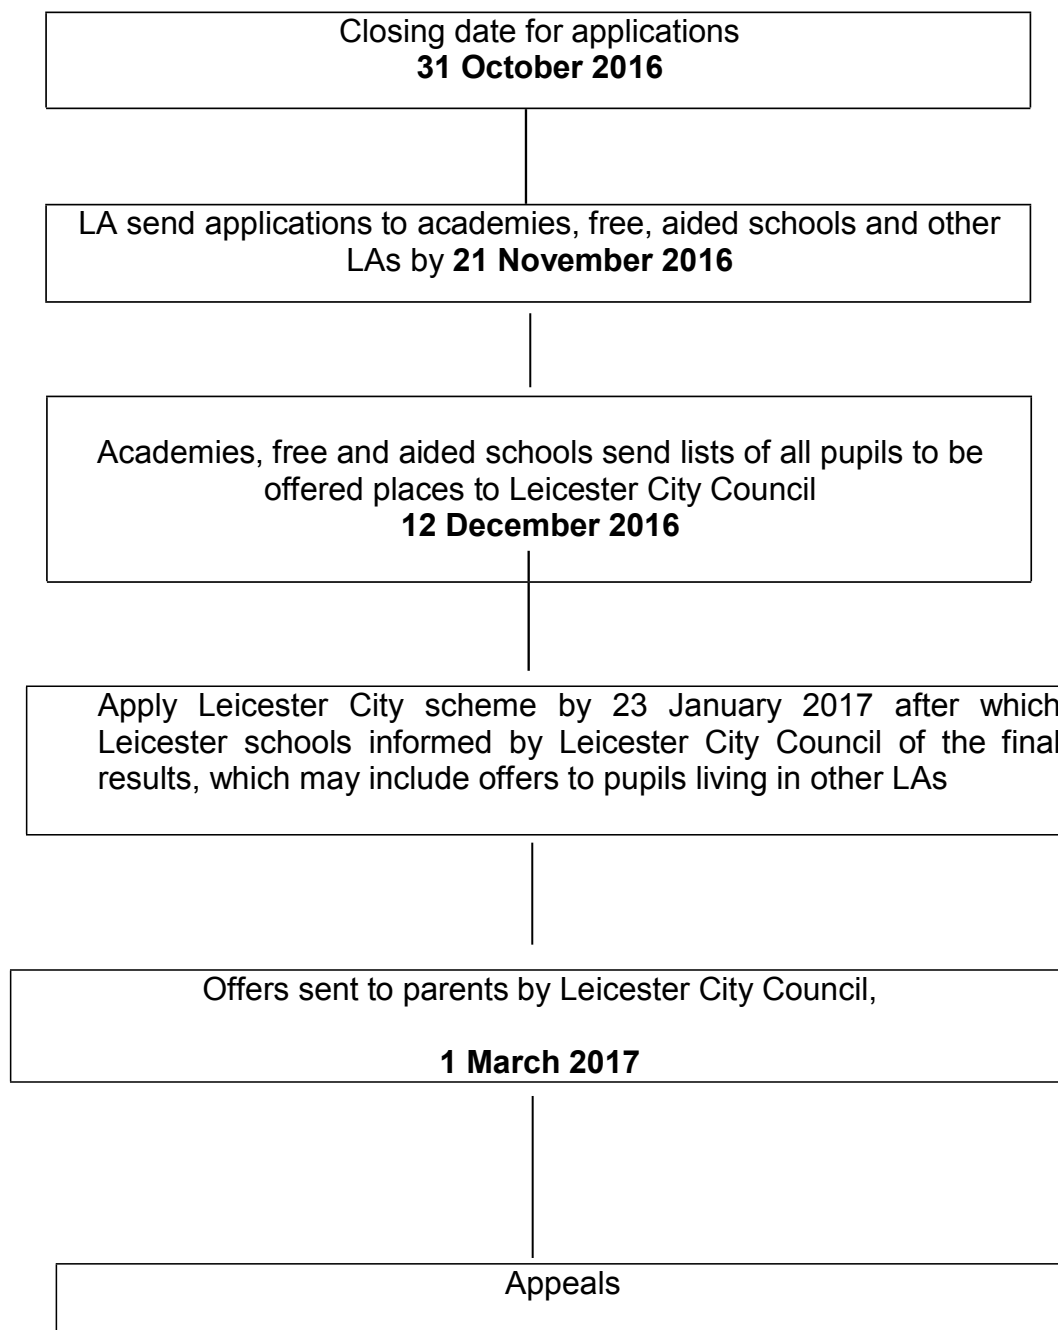 Closing date for applications
31 October 2016
LA send applications to academies, free, aided schools and other
LAs by 21 November 2016
Academies, free and aided schools send lists of all pupils to be
offered places to Leicester City Council
12 December 2016
Apply Leicester City scheme by 23 January 2017 after which
Leicester schools informed by Leicester City Council of the final
results, which may include offers to pupils living in other LAs
Offers sent to parents by Leicester City Council,
1 March 2017
Appeals